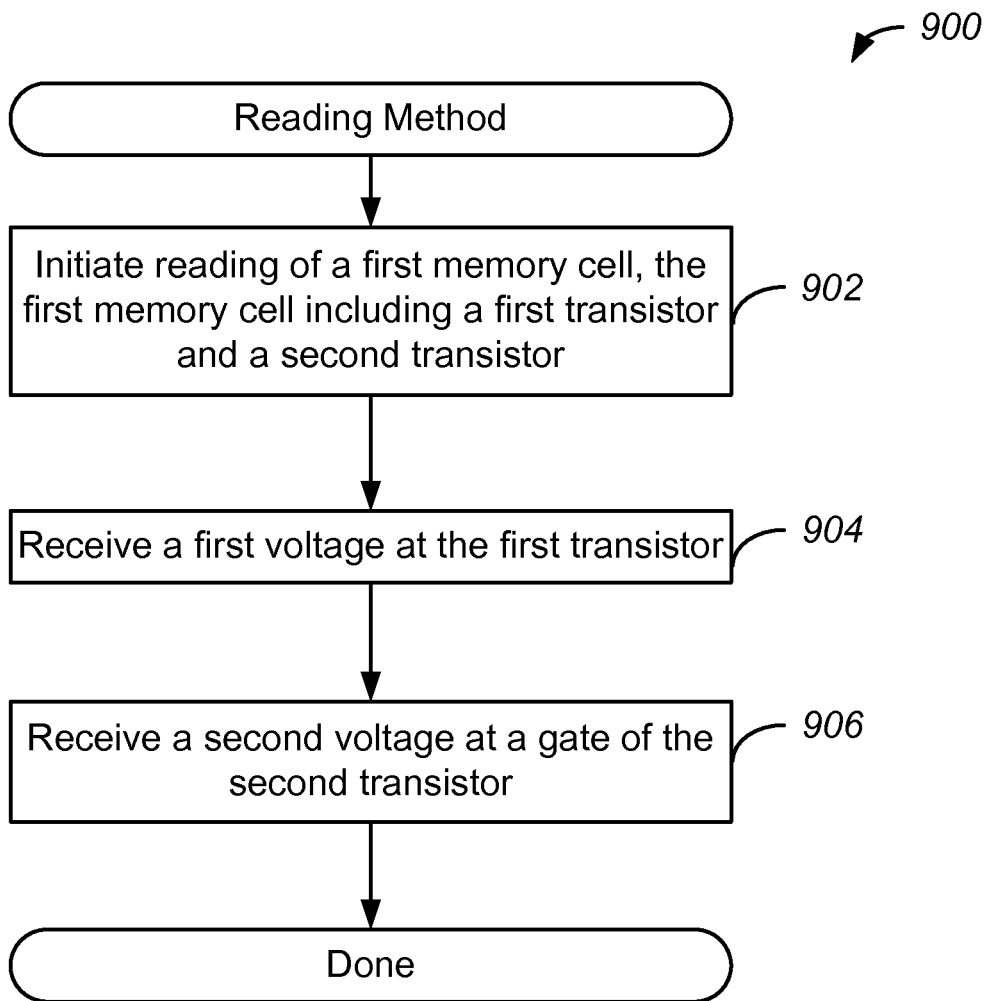 900
Reading Method
Initiate reading of a first memory cell, the
first memory cell including a first transistor
and a second transistor
902
Receive a first voltage at the first transistor
904
Receive a second voltage at a gate of the
second transistor
906
Done